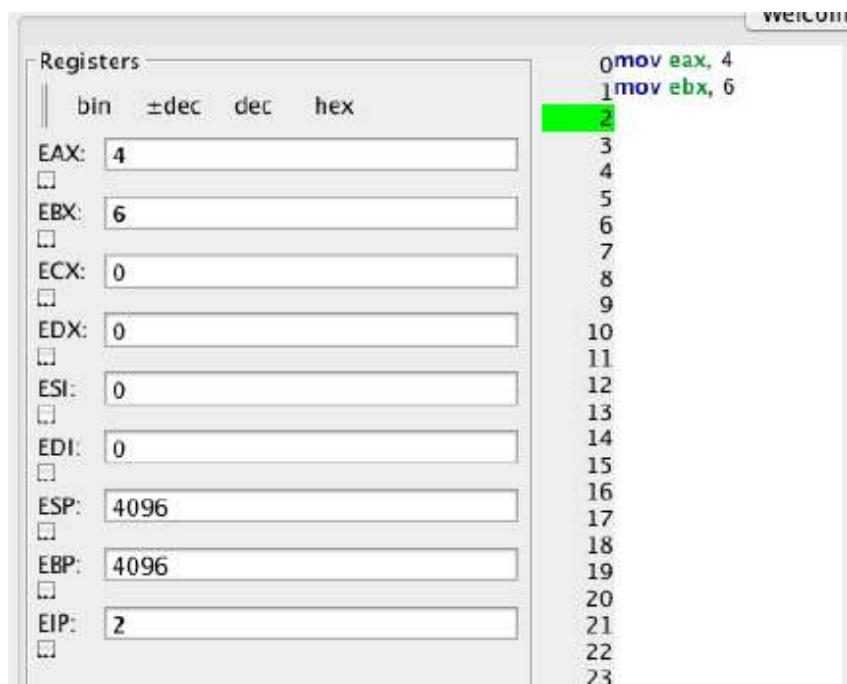 Registers
bin ±dec dec hex
EAX: 4
EBX: 6
ECX: 0
EDX: 0
ESI: 0
EDI: 0
ESP: 4096
EBP: 4096
EIP: 2
0 mov eax, 4
1 mov ebx, 6
2
3
4
5
6
7
8
9
10
11
12
13
14
15
16
17
18
19
20
21
22
23